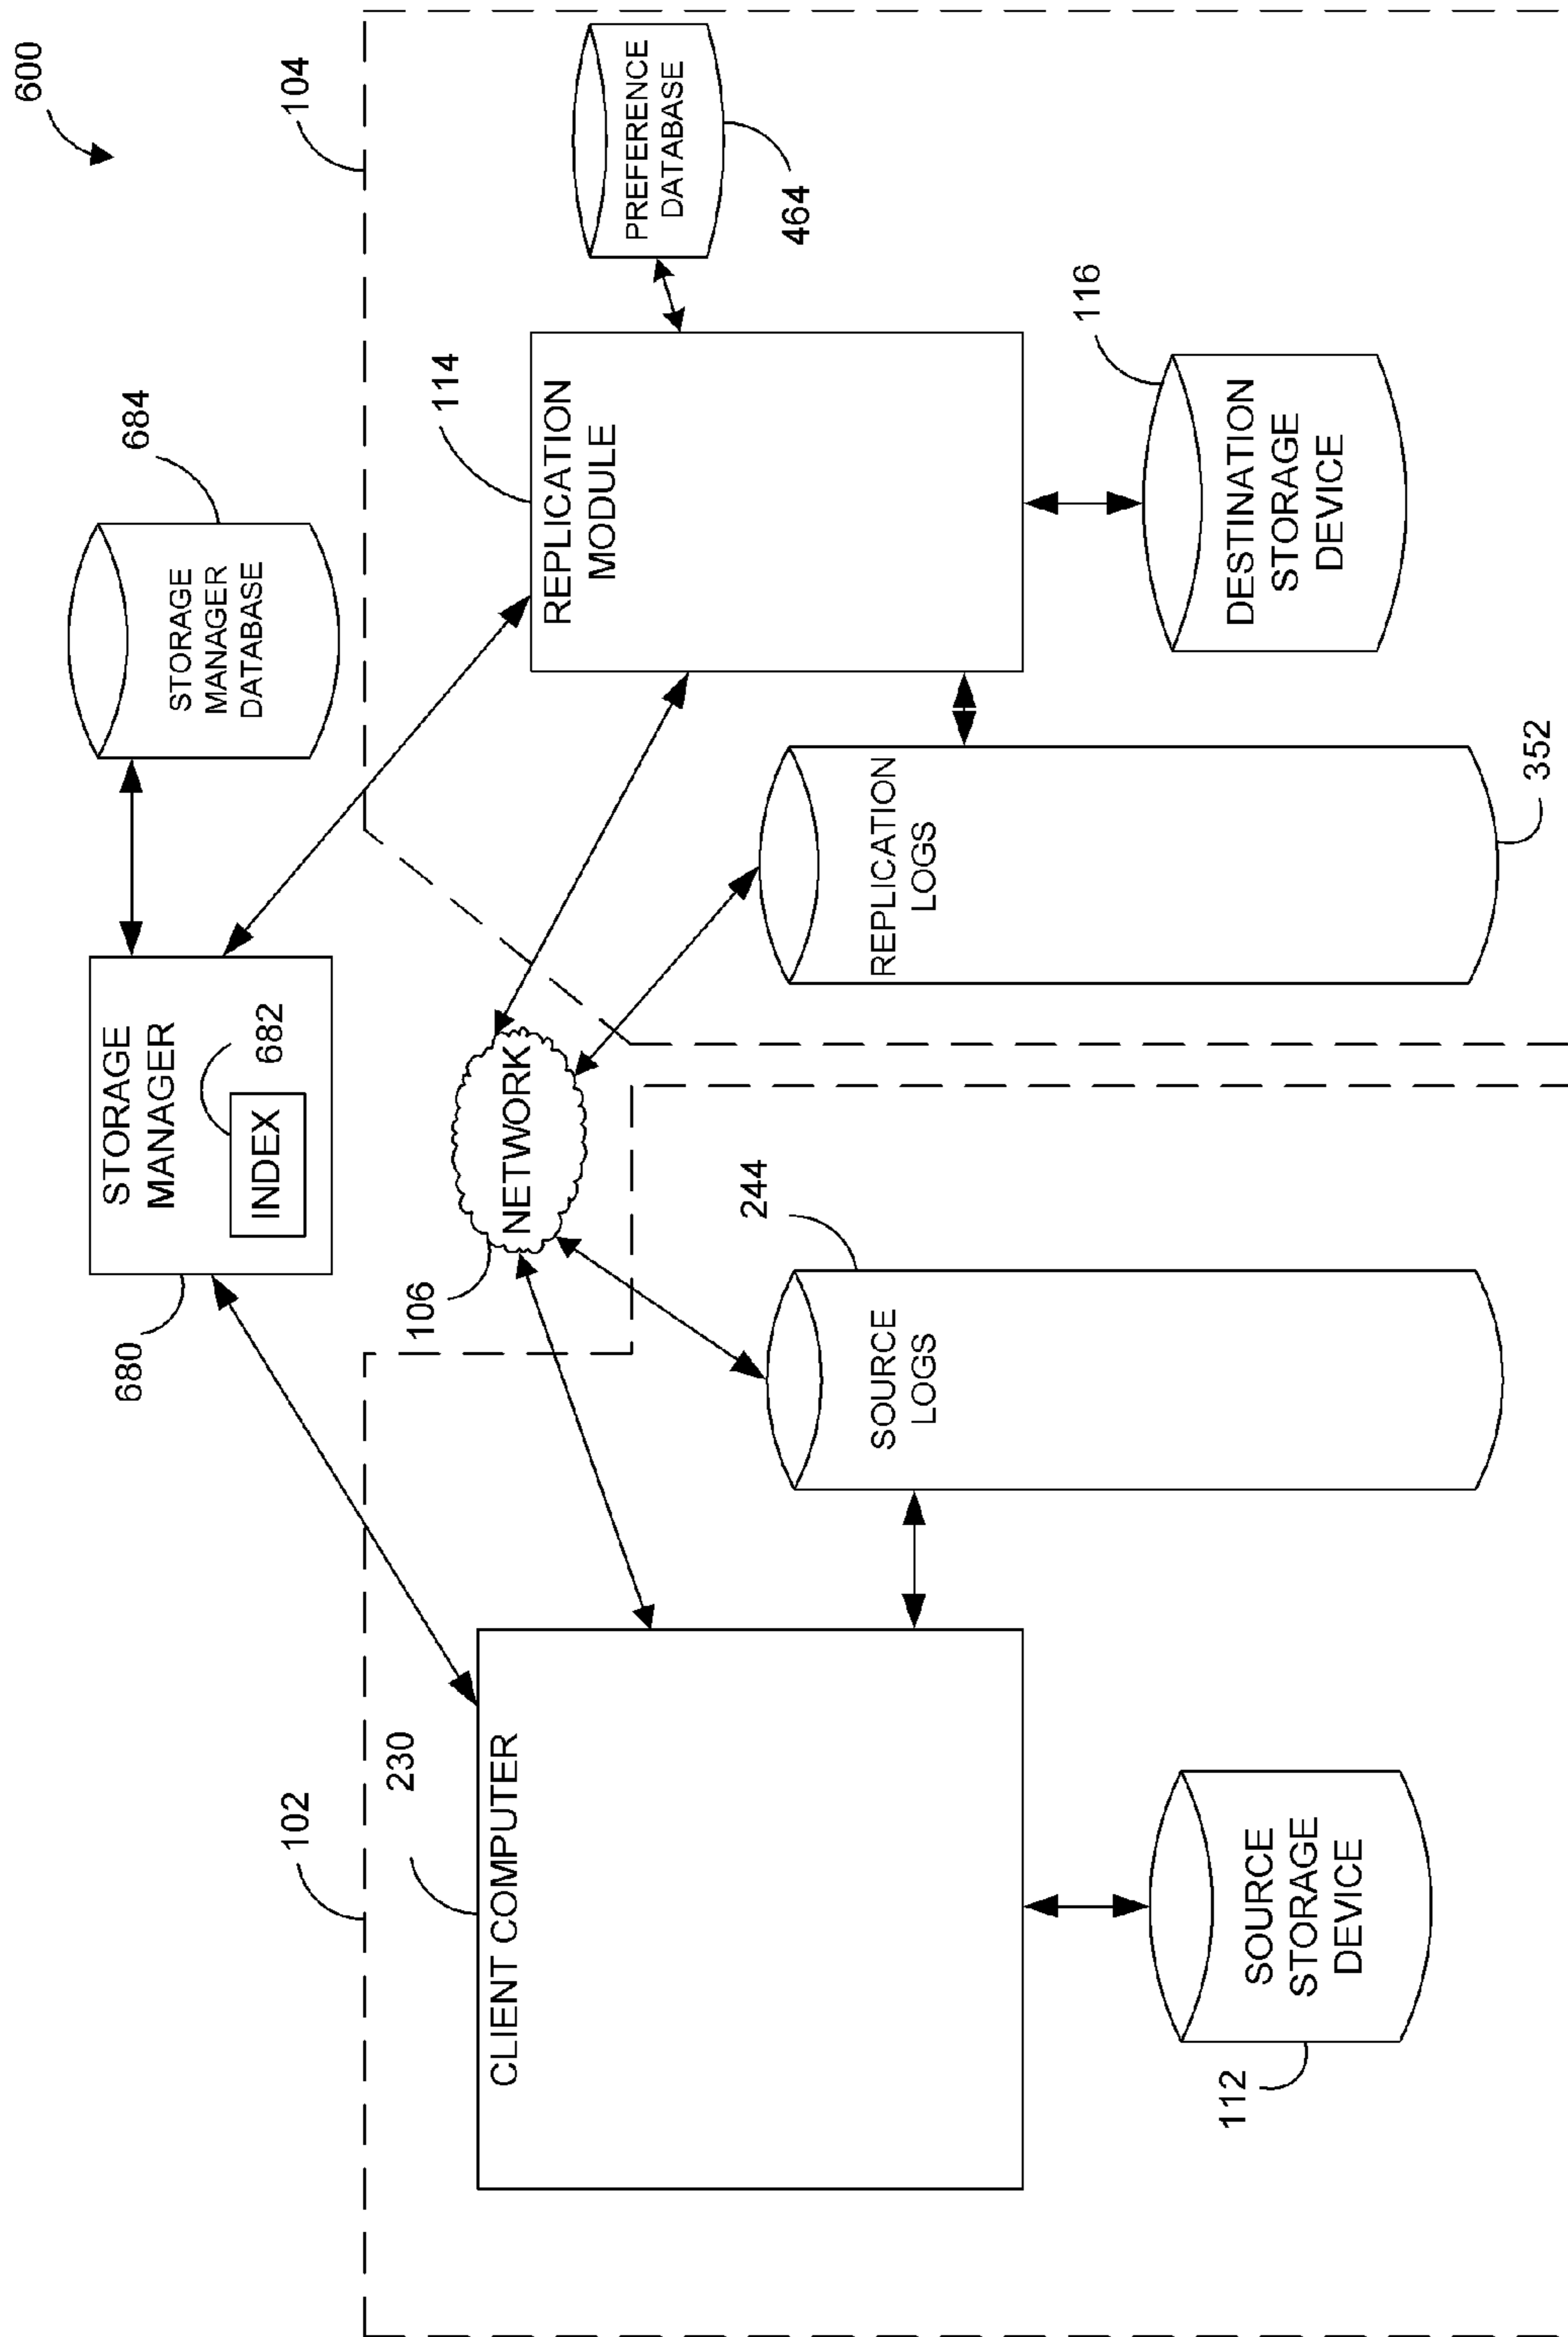 600
STORAGE
MANAGER
INDEX
682
680
STORAGE
MANAGER
DATABASE
684
102
104
230
CLIENT COMPUTER
106
NETWORK
114
REPLICATION
MODULE
PREFERENCE
DATABASE
464
244
SOURCE
LOGS
REPLICATION
LOGS
352
112
SOURCE
STORAGE
DEVICE
116
DESTINATION
STORAGE
DEVICE